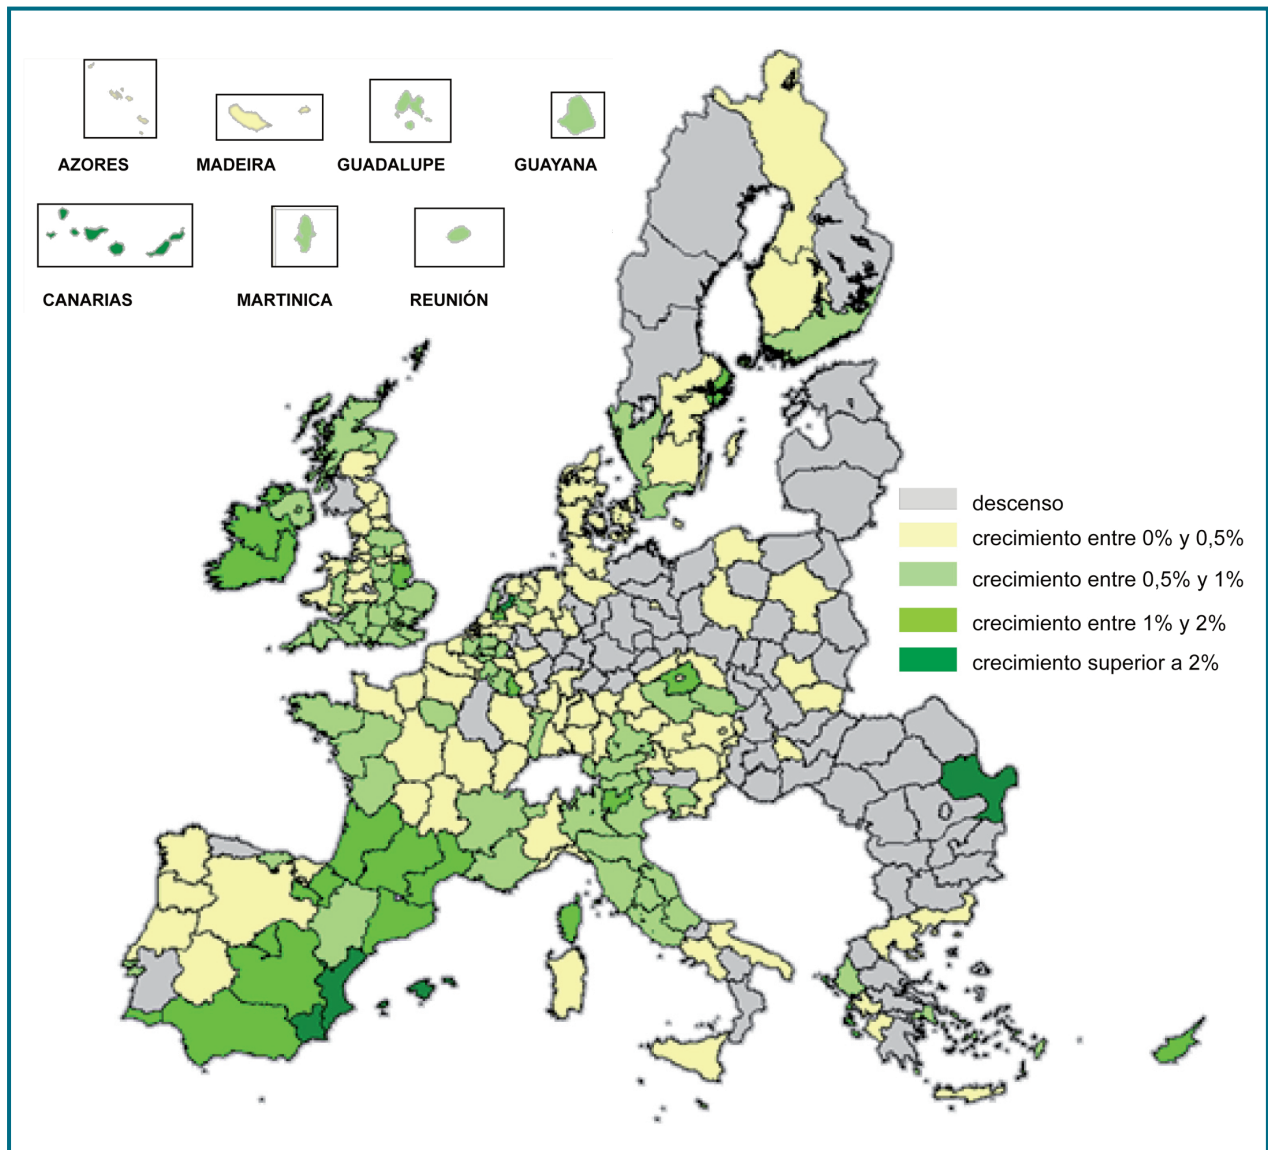 AZORES
MADEIRA
GUADALUPE
GUAYANA
CANARIAS
MARTINICA
REUNIÓN
descenso
crecimiento entre 0% y 0,5%
crecimiento entre 0,5% y 1%
crecimiento entre 1% y 2%
crecimiento superior a 2%